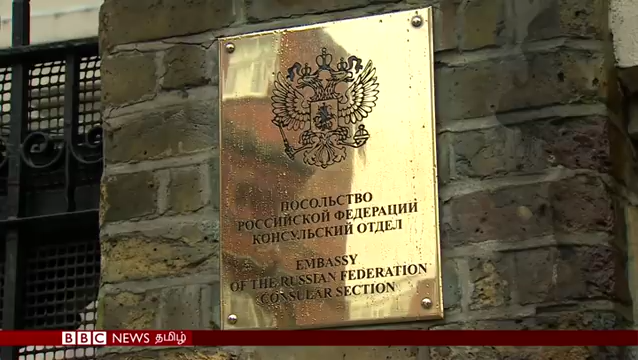 ПОСОЛЬСТВО
РОССИЙСКОЙ ФЕДЕРАЦИИ
КОНСУЛЬСКИЙ ОТДЕЛ
EMBASSY
OF THE RUSSIAN FEDERATION
CONSULAR SECTION
BBC NEWS தமிழ்